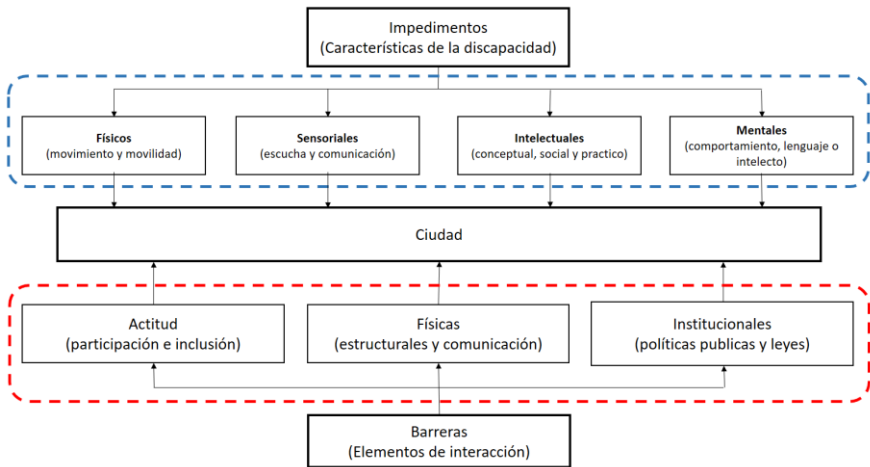 Impedimentos
(Características de la discapacidad)
Físicos
(movimiento y movilidad)
Sensoriales
(escucha y comunicación)
Intelectuales
(conceptual, social y practico)
Mentales
(comportamiento, lenguaje o
intelecto)
Ciudad
Actitud
(participación e inclusión)
Físicas
(estructurales y comunicación)
Institucionales
(políticas publicas y leyes)
Barreras
(Elementos de interacción)